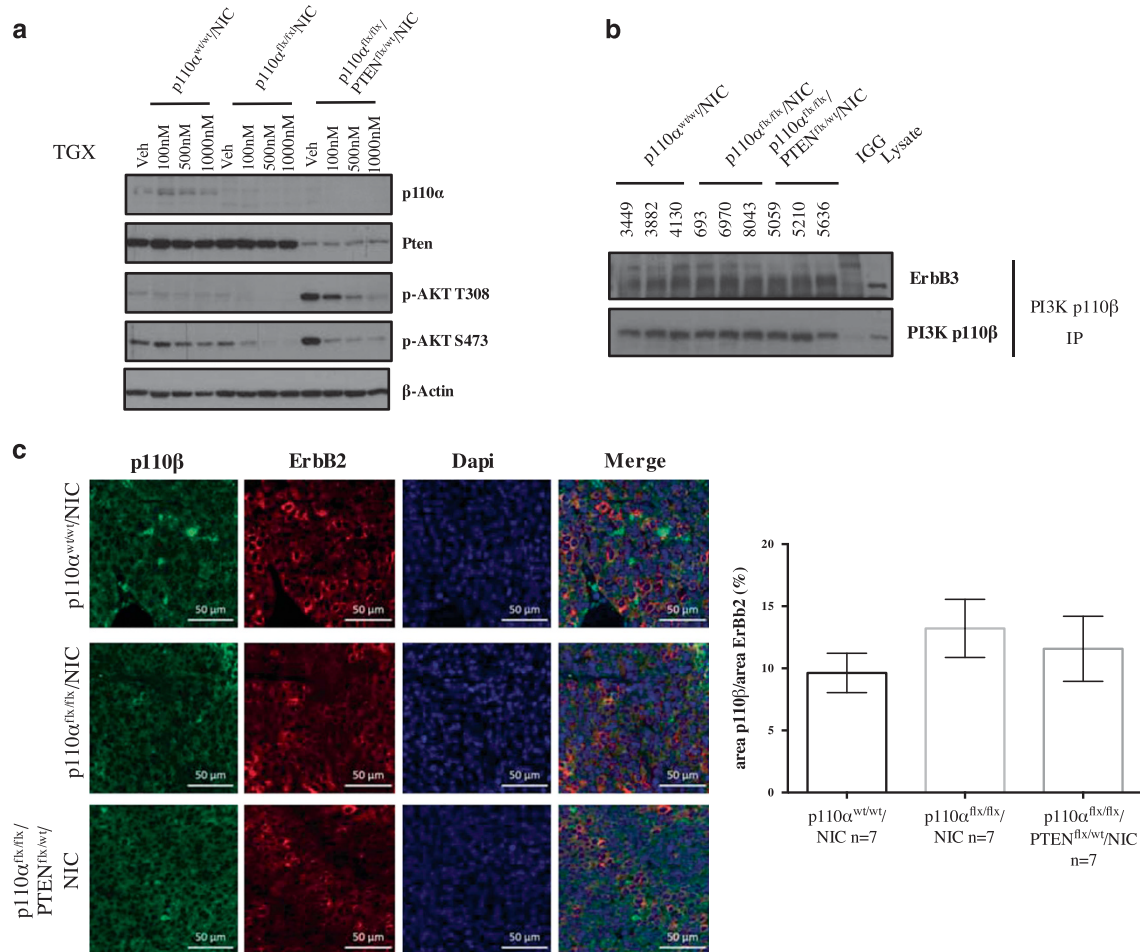 a
p110α^wt/wt/NIC
p110α^flx/flx/NIC
p110α^flx/flx/
PTEN^flx/wt/NIC
TGX
Veh
100nM
500nM
1000nM
Veh
100nM
500nM
1000nM
Veh
100nM
500nM
1000nM
p110α
Pten
p-AKT T308
p-AKT S473
β-Actin
b
p110α^wt/wt/NIC
p110α^flx/flx/NIC
p110α^flx/flx/
PTEN^flx/wt/NIC
IGG
Lysate
3449
3882
4130
693
6970
8043
5059
5210
5636
ErbB3
PI3K p110β
PI3K p110β
IP
c
p110β ErbB2 Dapi Merge
p110α^wt/wt/NIC
50 µm 50 µm 50 µm 50 µm
p110α^flx/flx/NIC
50 µm 50 µm 50 µm 50 µm
p110α^flx/flx/
PTEN^flx/wt/
NIC
50 µm 50 µm 50 µm 50 µm
area p110β/area ErBb2 (%)
20
15
10
5
0
p110α^wt/wt/
NIC n=7
p110α^flx/flx/
NIC n=7
p110α^flx/flx/
PTEN^flx/wt/NIC
n=7